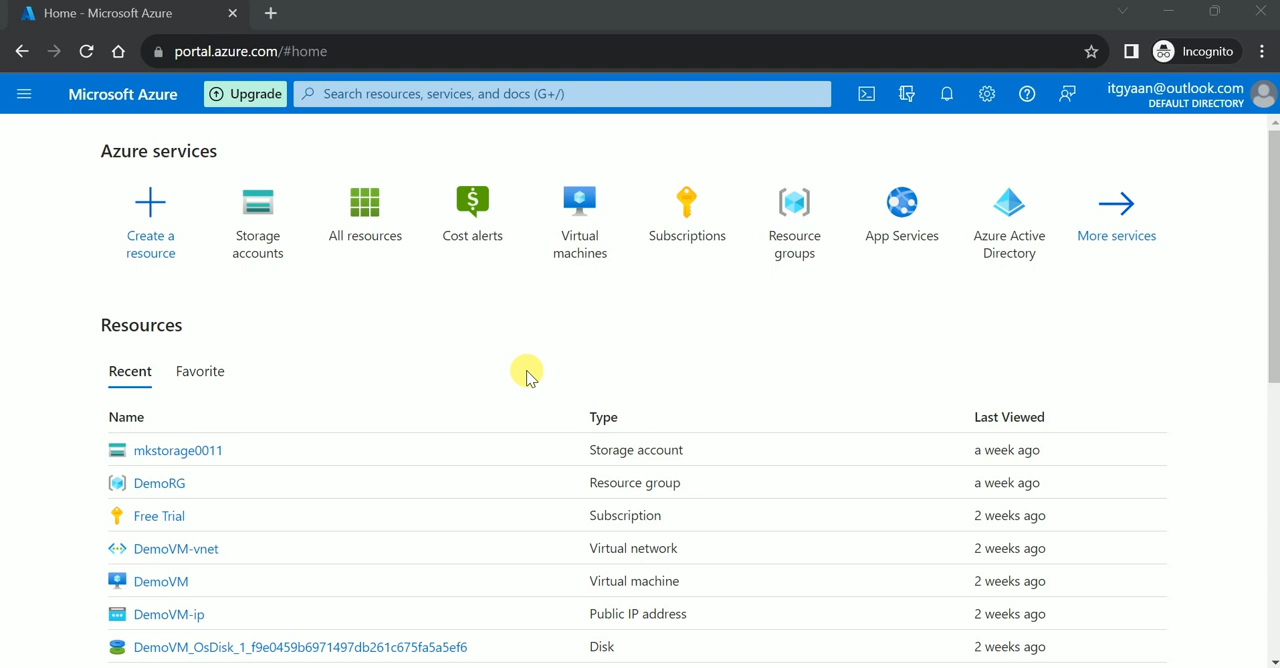 Home - Microsoft Azure
portal.azure.com/#home
Incognito
Microsoft Azure
Upgrade
Search resources, services, and docs (G+/)
itgyaan@outlook.com
DEFAULT DIRECTORY
Azure services
Create a resource
Storage accounts
All resources
Cost alerts
Virtual machines
Subscriptions
Resource groups
App Services
Azure Active Directory
More services
Resources
Recent Favorite
Name Type Last Viewed
mkstorage0011 Storage account a week ago
DemoRG Resource group a week ago
Free Trial Subscription 2 weeks ago
DemoVM-vnet Virtual network 2 weeks ago
DemoVM Virtual machine 2 weeks ago
DemoVM-ip Public IP address 2 weeks ago
DemoVM_OsDisk_1_f9e0459b6971497db261c675fa5a5ef6 Disk 2 weeks ago